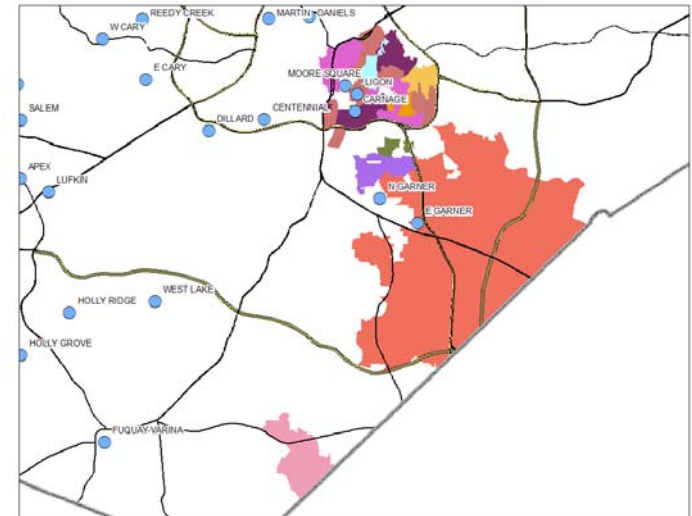 REEDY CREEK
MARTIN
DANIELS
W CARY
E CARY
MOORE SQUARE
LIGON
CARNAGE
SALEM
CENTENNIAL
DILLARD
APEX
LUFKIN
N GARNER
E GARNER
WEST LAKE
HOLLY RIDGE
HOLLY GROVE
FUQUAY-VARINA